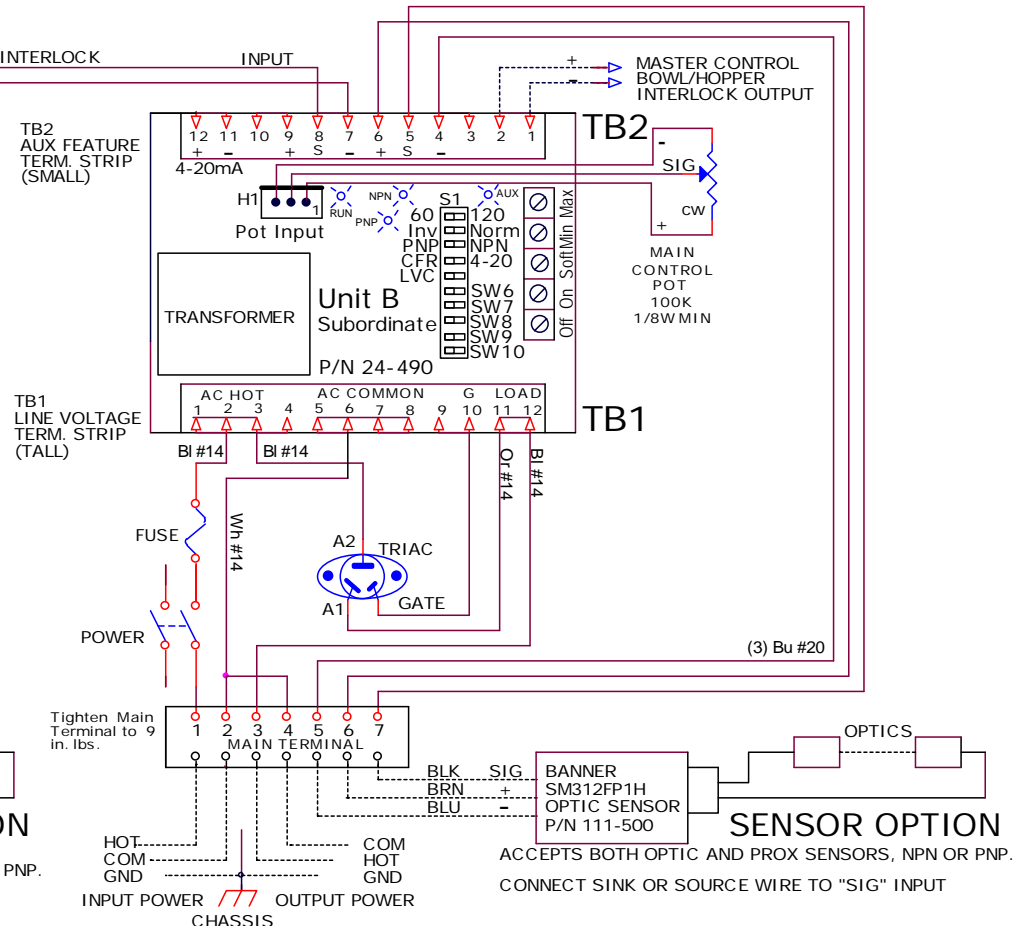 INTERLOCK
INPUT
+
-
MASTER CONTROL
BOWL/HOPPER
INTERLOCK OUTPUT
TB2
AUX FEATURE
TERM. STRIP
(SMALL)
12 11 10 9 8 7 6 5 4 3 2 1
+ - + S - + S -
4-20mA
TB2
H1
1
Pot Input
RUN
NPN
PNP
AUX
S1
60 120
Inv Norm
PNP NPN
CFR 4-20
LVC
SW6
SW7
SW8
SW9
SW10
Off On Soft Min Max
-
SIG
CW
+
MAIN
CONTROL
POT
100K
1/8W MIN
TRANSFORMER
Unit B
Subordinate
P/N 24-490
TB1
LINE VOLTAGE
TERM. STRIP
(TALL)
AC HOT AC COMMON G LOAD
1 2 3 4 5 6 7 8 9 10 11 12
TB1
Bl #14
Bl #14
Or #14
Bl #14
Wh #14
FUSE
A2
TRIAC
A1
GATE
POWER
(3) Bu #20
Tighten Main
Terminal to 9
in. lbs.
1 2 3 4 5 6 7
MAIN TERMINAL
BLK SIG
BRN +
BLU -
BANNER
SM312FP1H
OPTIC SENSOR
P/N 111-500
OPTICS
ON
PNP.
SENSOR OPTION
ACCEPTS BOTH OPTIC AND PROX SENSORS, NPN OR PNP.
CONNECT SINK OR SOURCE WIRE TO "SIG" INPUT
HOT
COM
GND
COM
HOT
GND
INPUT POWER
OUTPUT POWER
CHASSIS